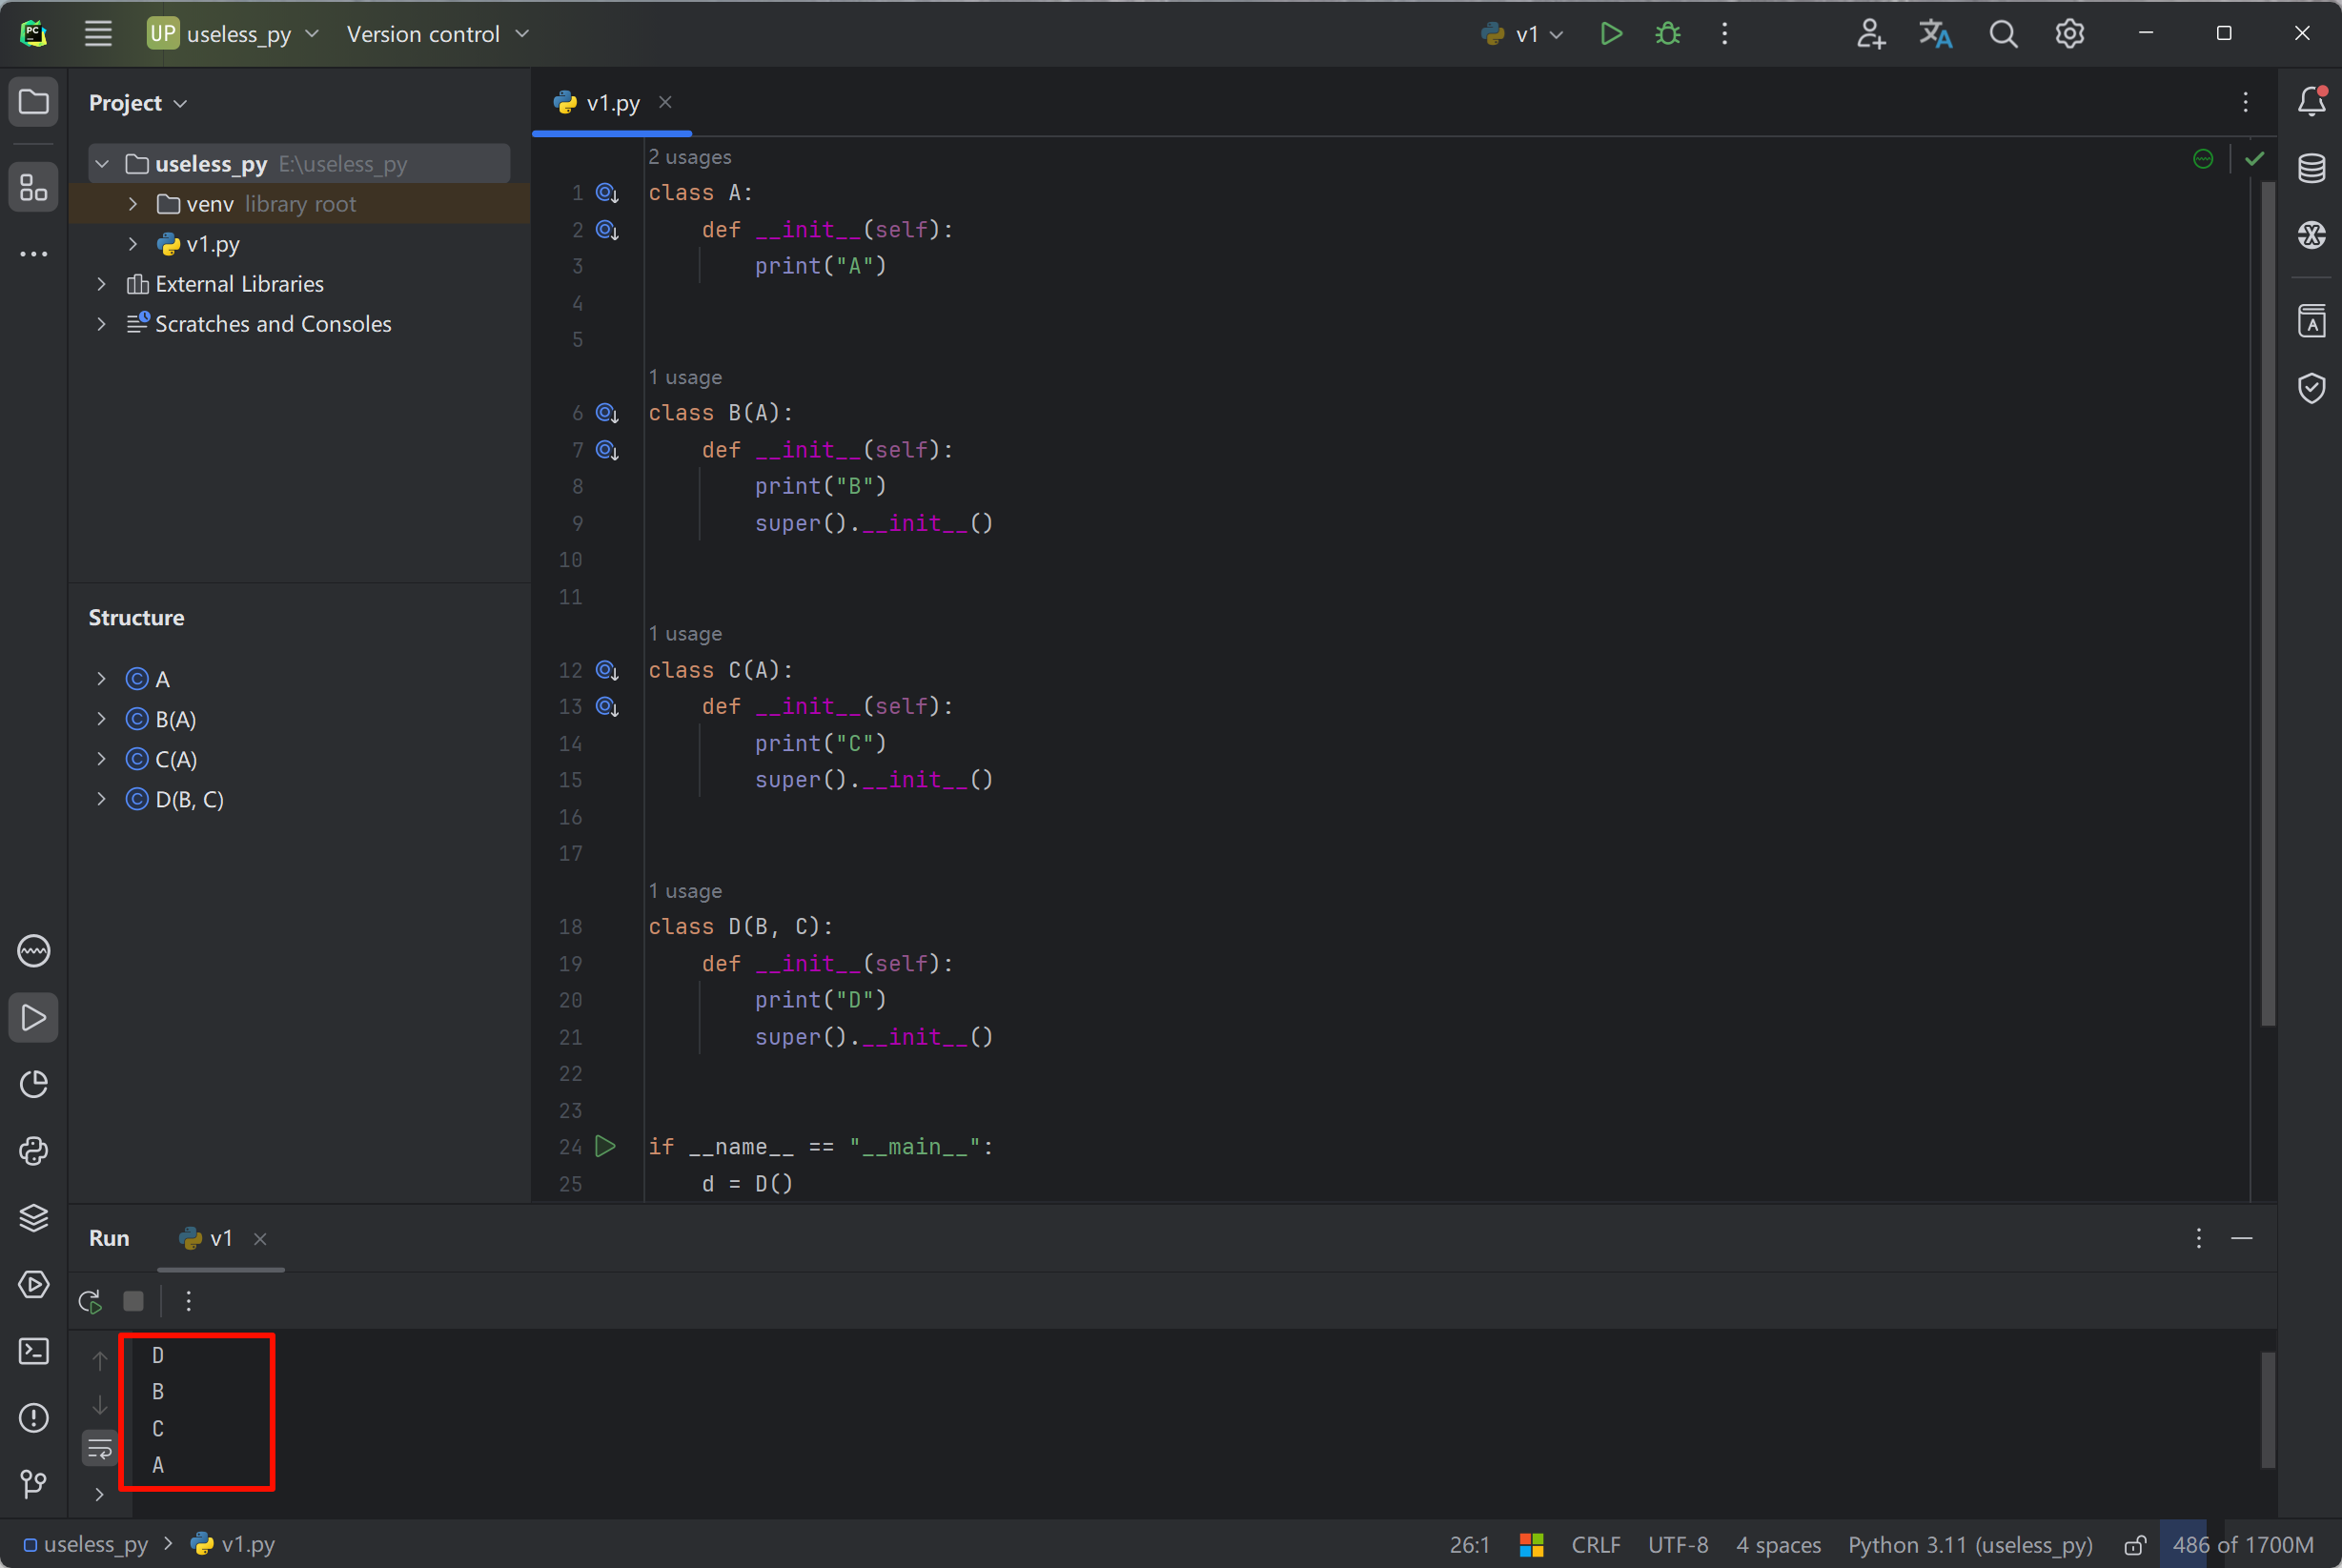 PC
UP useless_py Version control v1
Project
v1.py
useless_py E:\useless_py
venv library root
v1.py
External Libraries
Scratches and Consoles
Structure
A
B(A)
C(A)
D(B, C)
2 usages
1 class A:
2     def __init__(self):
3         print("A")
4
5
1 usage
6 class B(A):
7     def __init__(self):
8         print("B")
9         super().__init__()
10
11
1 usage
12 class C(A):
13     def __init__(self):
14         print("C")
15         super().__init__()
16
17
1 usage
18 class D(B, C):
19     def __init__(self):
20         print("D")
21         super().__init__()
22
23
24 if __name__ == "__main__":
25     d = D()
Run v1
D
B
C
A
useless_py > v1.py 26:1 CRLF UTF-8 4 spaces Python 3.11 (useless_py) 486 of 1700M